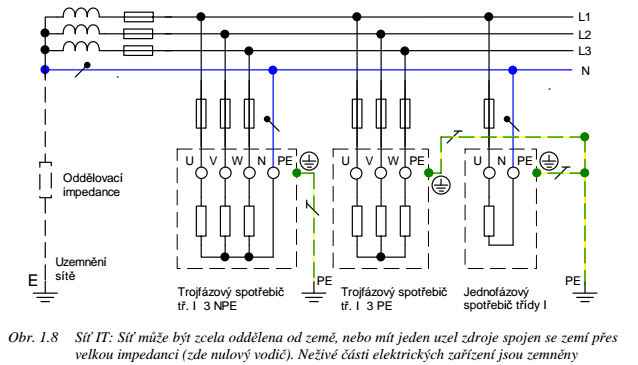 L1
L2
L3
N
U V W N PE
U V W PE
U N PE
Oddělovací
impedance
Uzemnění
sítě
E
PE
PE
Trojfázový spotřebič
tř. I 3 NPE
Trojfázový spotřebič
tř. I 3 PE
Jednofázový
spotřebič třídy I
Obr. 1.8 Síť IT: Síť může být zcela oddělena od země, nebo mít jeden uzel zdroje spojen se zemí přes
velkou impedanci (zde nulový vodič). Neživé části elektrických zařízení jsou zemněny